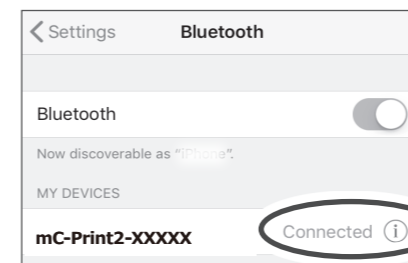 Settings Bluetooth
Bluetooth
Now discoverable as "iPhone".
MY DEVICES
mC-Print2-XXXXX Connected i